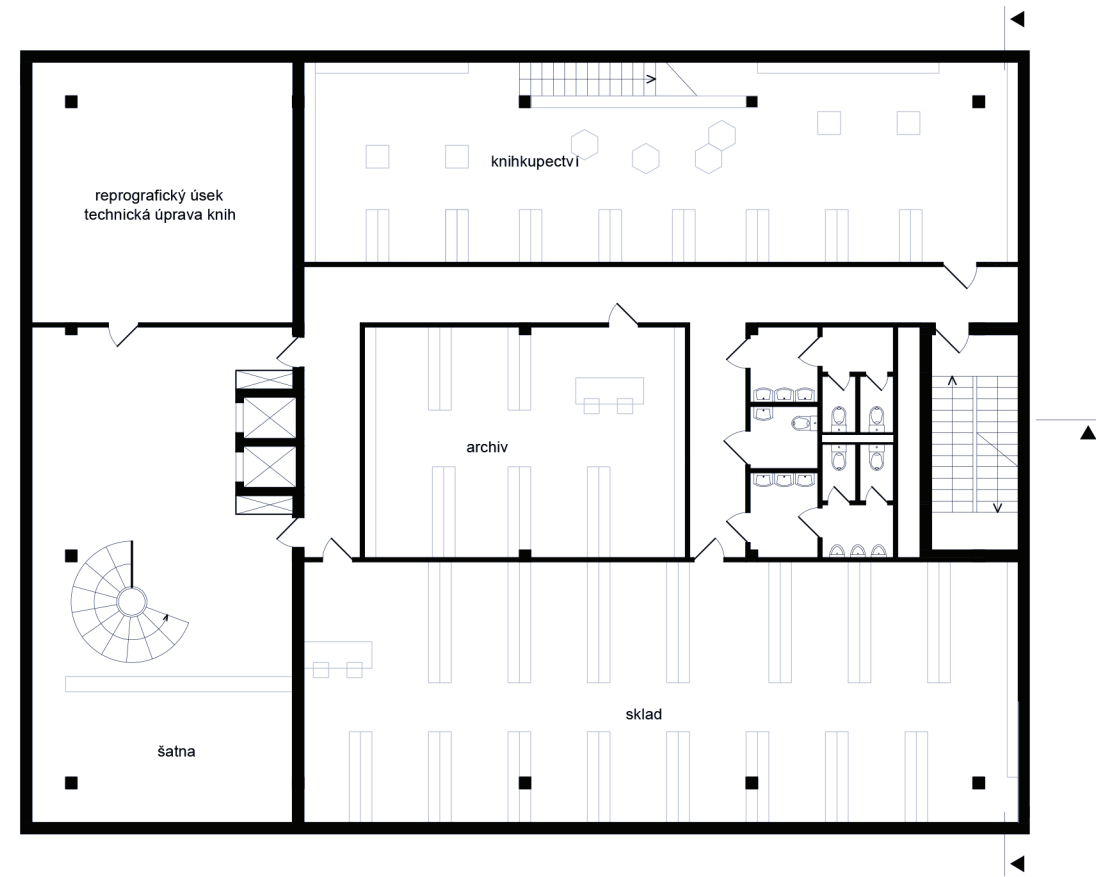 knihkupectví
reprografický úsek
technická úprava knih
archiv
sklad
šatna